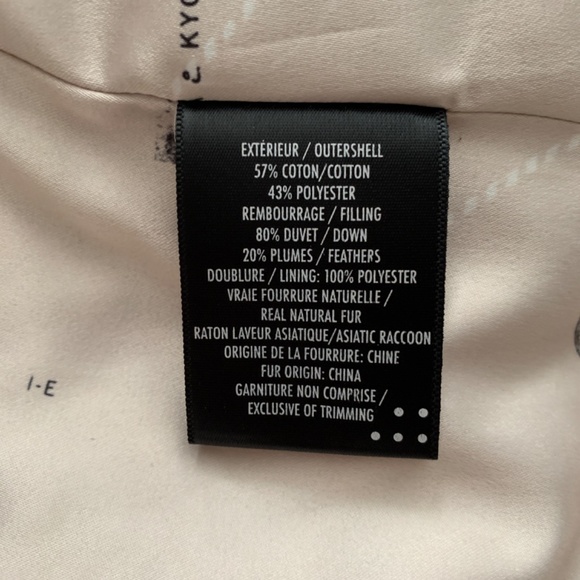 & KYO
EXTÉRIEUR / OUTERSHELL
57% COTON/COTTON
43% POLYESTER
REMBOURRAGE / FILLING
80% DUVET / DOWN
20% PLUMES / FEATHERS
DOUBLURE / LINING: 100% POLYESTER
VRAIE FOURRURE NATURELLE /
REAL NATURAL FUR
RATON LAVEUR ASIATIQUE/ASIATIC RACCOON
ORIGINE DE LA FOURRURE: CHINE
FUR ORIGIN: CHINA
GARNITURE NON COMPRISE /
EXCLUSIVE OF TRIMMING
I-E